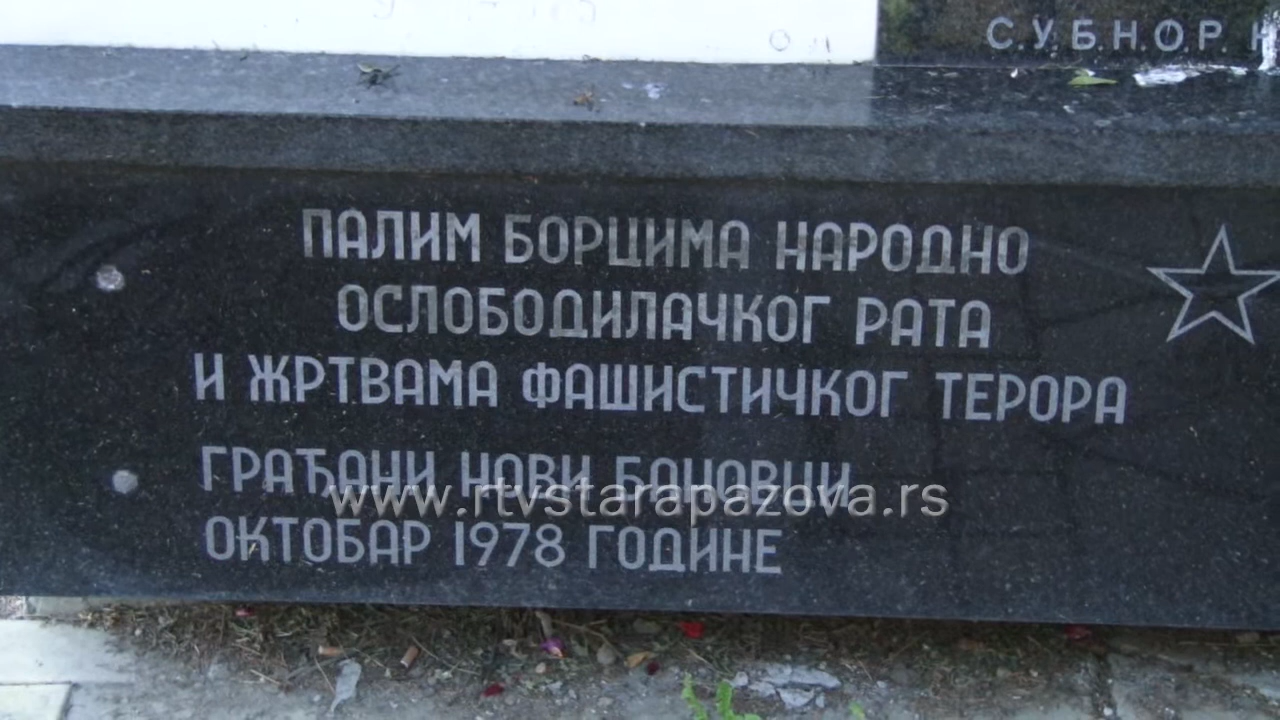 С.У.Б.Н.О.Р.
ПАЛИМ БОРЦИМА НАРОДНО
ОСЛОБОДИЛАЧКОГ РАТА
И ЖРТВАМА ФАШИСТИЧКОГ ТЕРОРА
ГРАЂАНИ НОВИ БАНОВЦИ
www.rtvstarapazova.rs
ОКТОБАР 1978 ГОДИНЕ